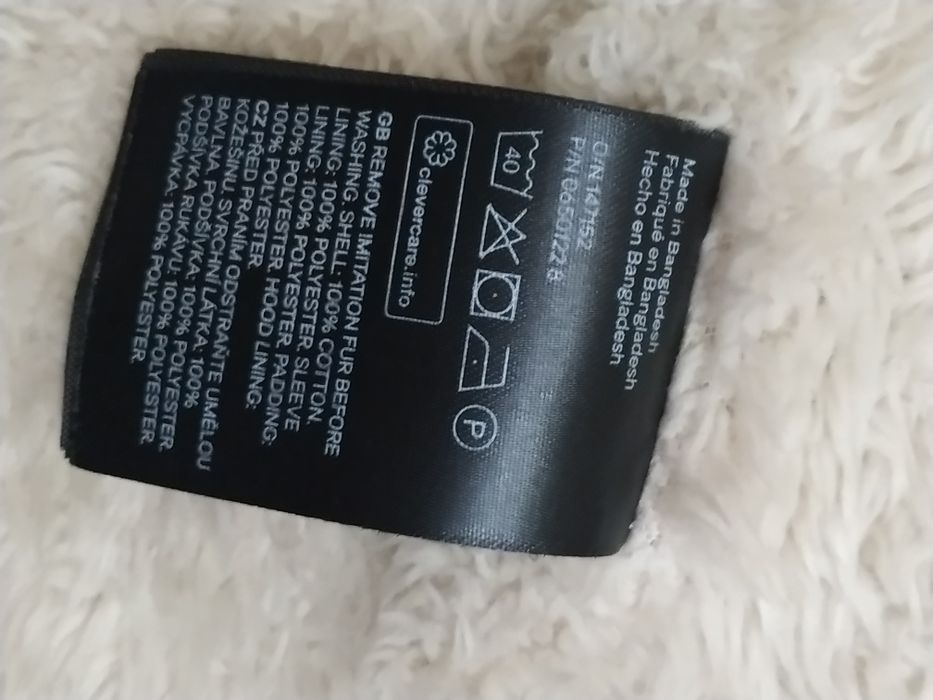 Made in Bangladesh
Fabriqué en Bangladesh
Hecho en Bangladesh
O/N 147152
P/N
40
P
clevercare.info
GB REMOVE IMITATION FUR BEFORE
WASHING. SHELL: 100% COTTON.
LINING: 100% POLYESTER. SLEEVE
LINING: 100% POLYESTER. PADDING:
100% POLYESTER. HOOD LINING:
100% POLYESTER.
CZ PŘED PRANÍM ODSTRAŇTE UMĚLOU
KOŽEŠINU. SVRCHNÍ LÁTKA: 100%
BAVLNA. PODŠÍVKA: 100% POLYESTER.
PODŠÍVKA RUKÁVU: 100% POLYESTER.
VÝCPAVKA: 100% POLYESTER.